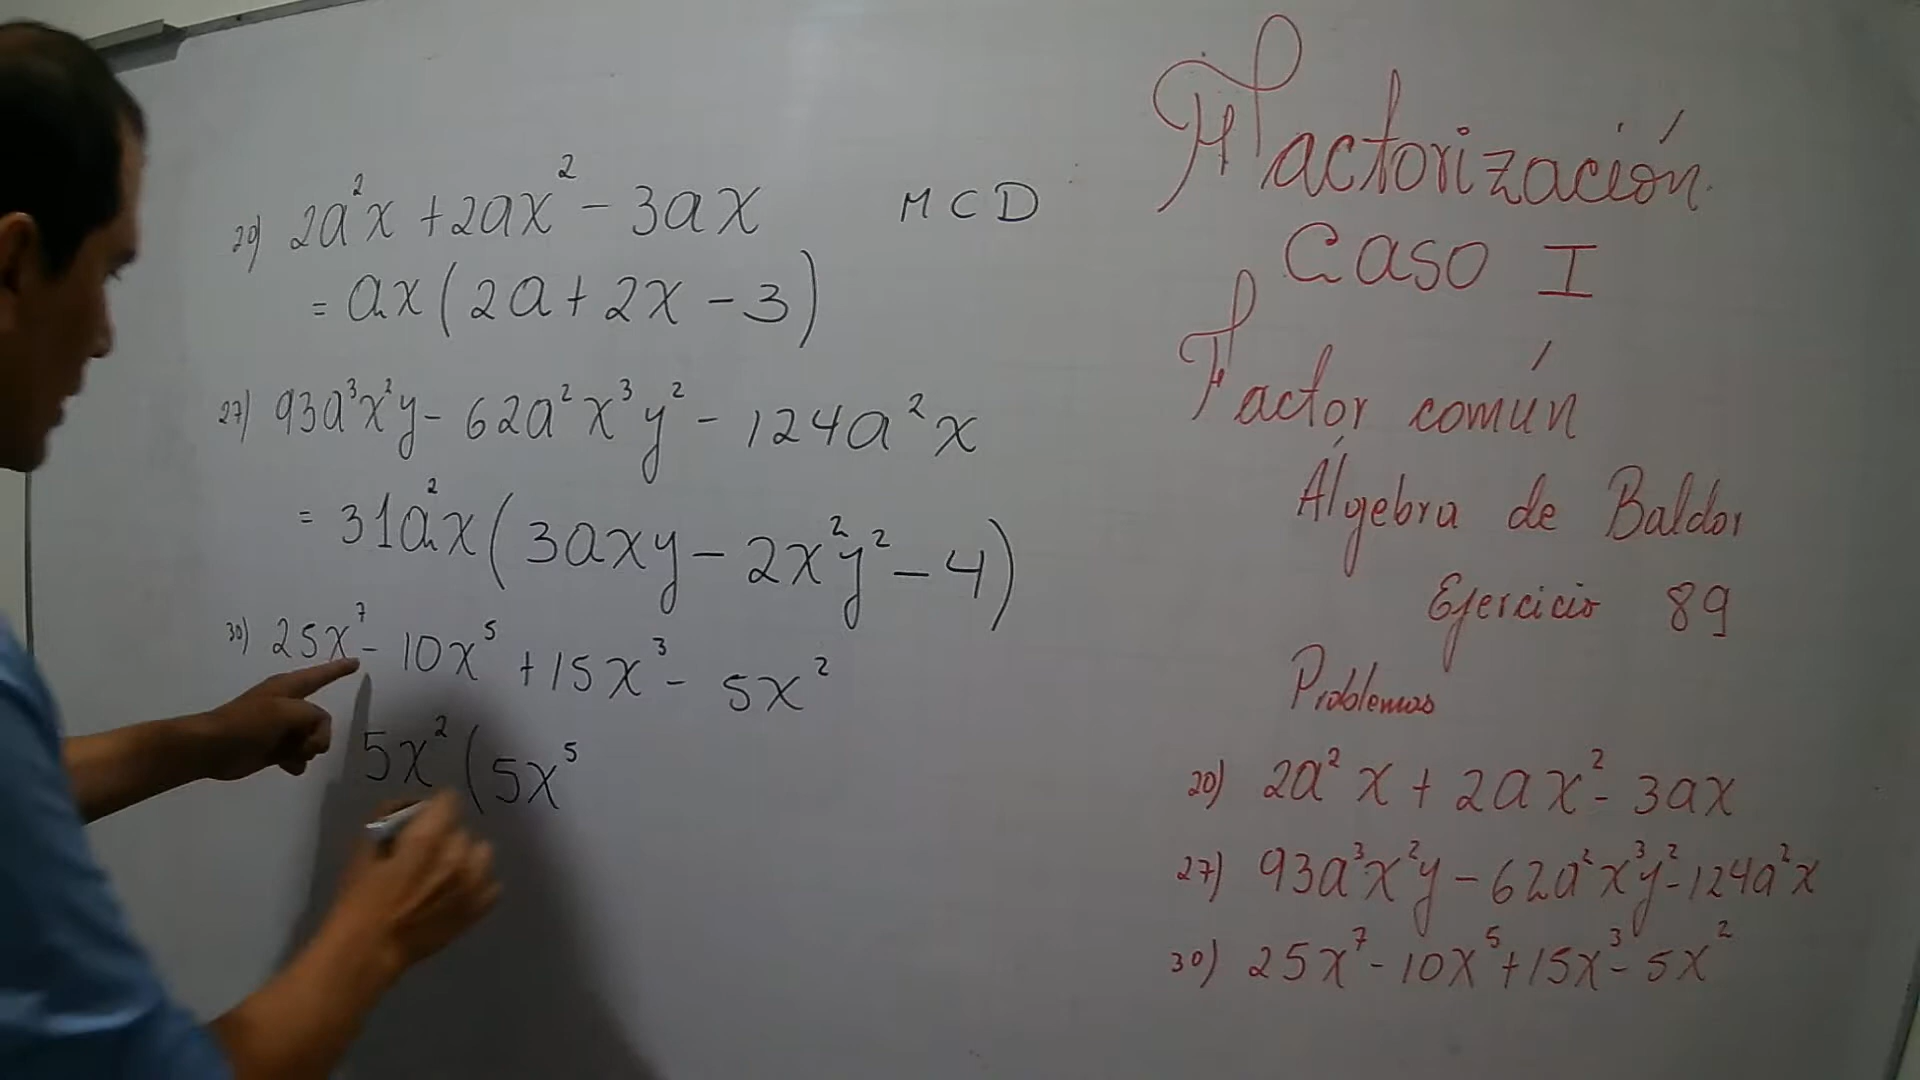 20) 2a²x + 2ax² - 3ax
MCD
= ax(2a + 2x - 3)
27) 93a³x²y - 62a²x³y² - 124a²x
= 31a²x(3axy - 2x²y² - 4)
30) 25x⁷ - 10x⁵ + 15x³ - 5x²
5x²(5x⁵
Factorización
Caso I
Factor común
Álgebra de Baldor
Ejercicio 89
Problemas
20) 2a²x + 2ax² - 3ax
27) 93a³x²y - 62a²x³y² - 124a²x
30) 25x⁷ - 10x⁵ + 15x³ - 5x²